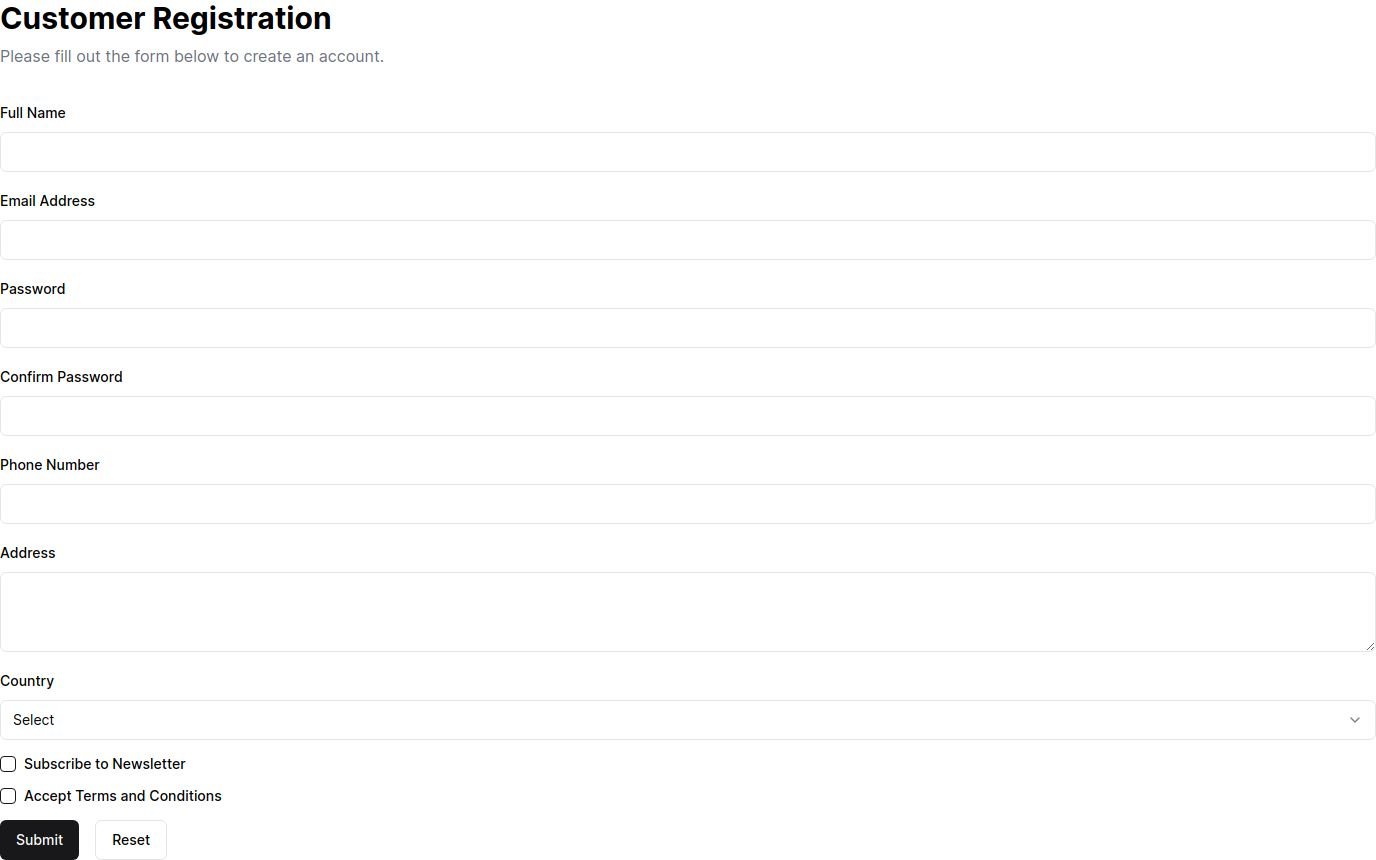 Customer Registration
Please fill out the form below to create an account.
Full Name
Email Address
Password
Confirm Password
Phone Number
Address
Country
Select
Subscribe to Newsletter
Accept Terms and Conditions
Submit Reset